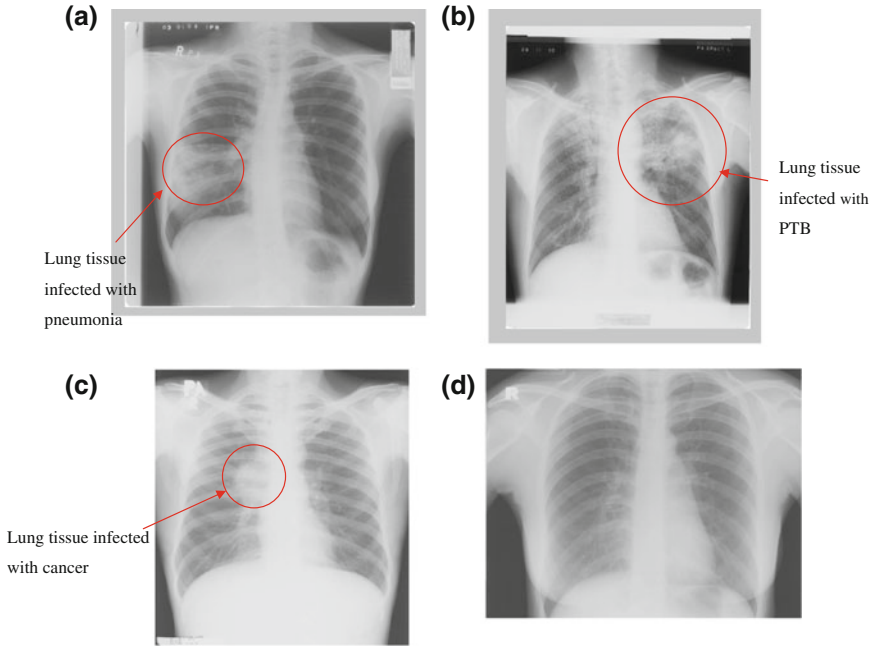 (a)
(b)
R
Lung tissue
infected with
pneumonia
Lung tissue
infected with
PTB
(c)
(d)
R
Lung tissue infected
with cancer